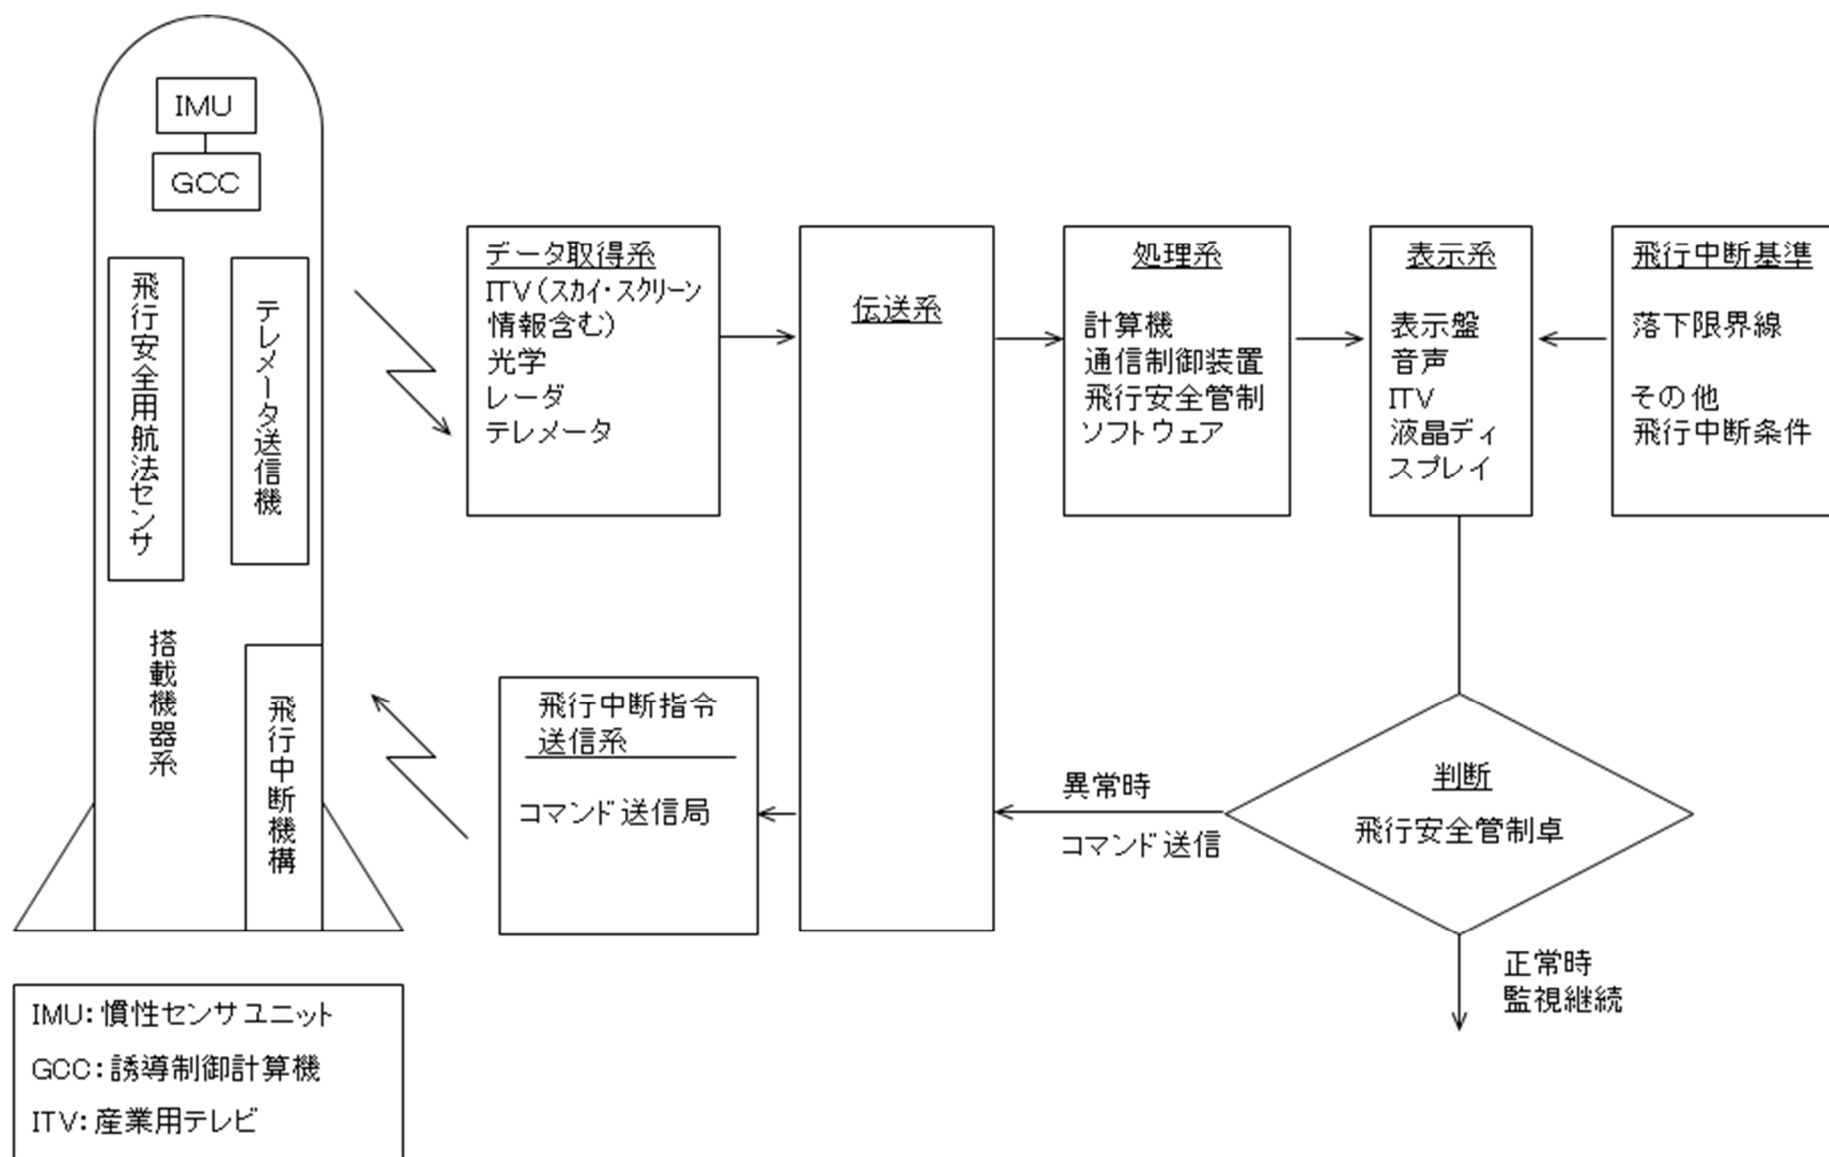 IMU
GCC
飛行安全用航法センサ
テレメータ送信機
搭載機器系
飛行中断機構
データ取得系
ITV(スカイ・スクリーン
情報含む)
光学
レーダ
テレメータ
伝送系
処理系
計算機
通信制御装置
飛行安全管制
ソフトウェア
表示系
表示盤
音声
ITV
液晶ディ
スプレイ
飛行中断基準
落下限界線
その他
飛行中断条件
飛行中断指令
送信系
コマンド送信局
異常時
コマンド送信
判断
飛行安全管制卓
正常時
監視継続
IMU:慣性センサユニット
GCC:誘導制御計算機
ITV:産業用テレビ